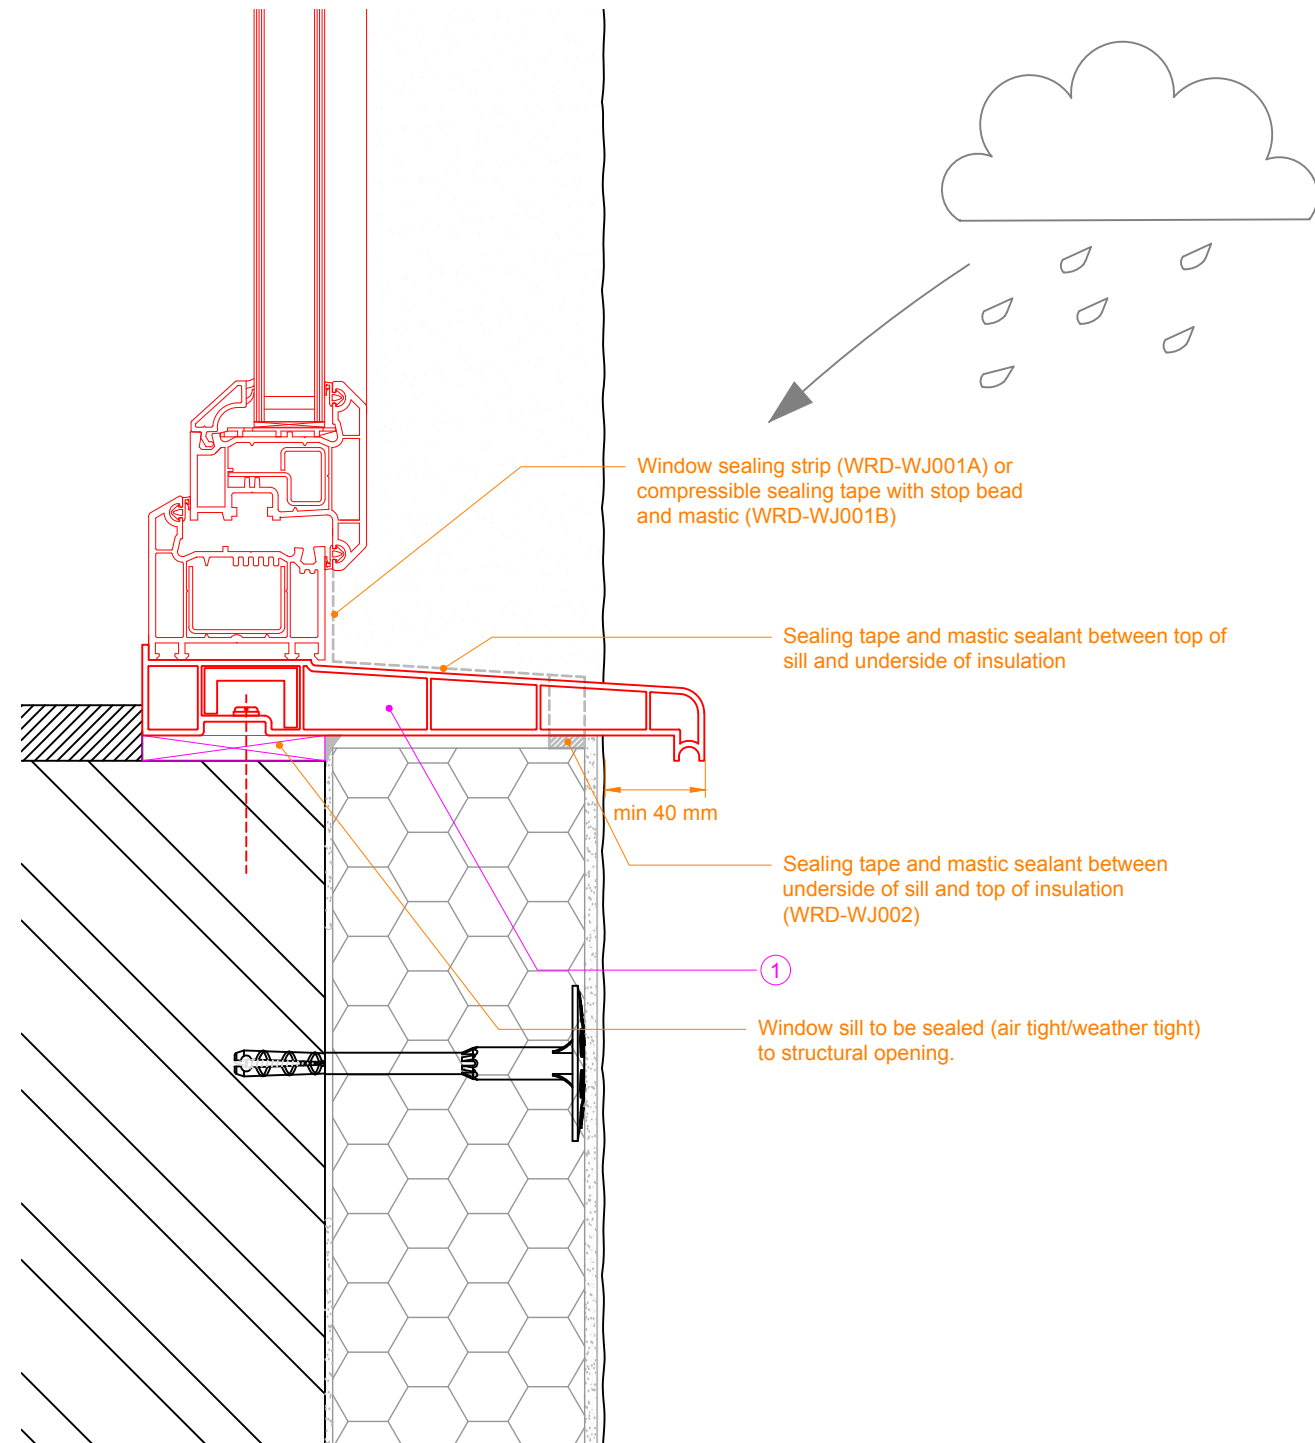 Window sealing strip (WRD-WJ001A) or
compressible sealing tape with stop bead
and mastic (WRD-WJ001B)
Sealing tape and mastic sealant between top of
sill and underside of insulation
min 40 mm
Sealing tape and mastic sealant between
underside of sill and top of insulation
(WRD-WJ002)
1
Window sill to be sealed (air tight/weather tight)
to structural opening.